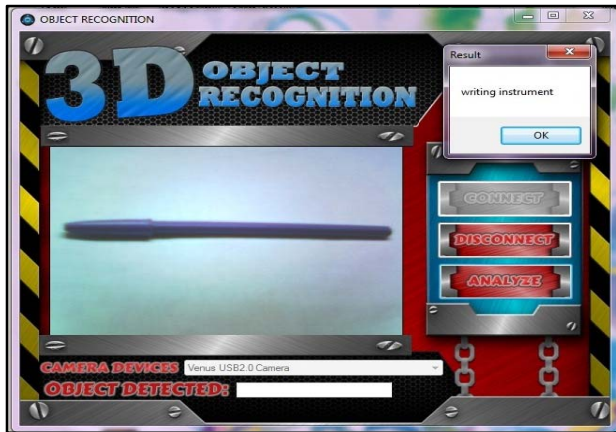 OBJECT RECOGNITION
3D OBJECT
RECOGNITION
Result
writing instrument
OK
CONNECT
DISCONNECT
ANALYZE
CAMERA DEVICES Venus USB2.0 Camera
OBJECT DETECTED: